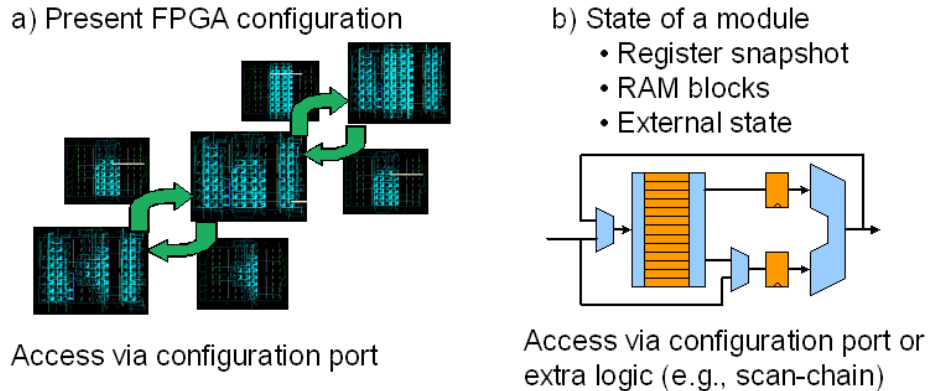 a) Present FPGA configuration
Access via configuration port
b) State of a module
• Register snapshot
• RAM blocks
• External state
Access via configuration port or
extra logic (e.g., scan-chain)